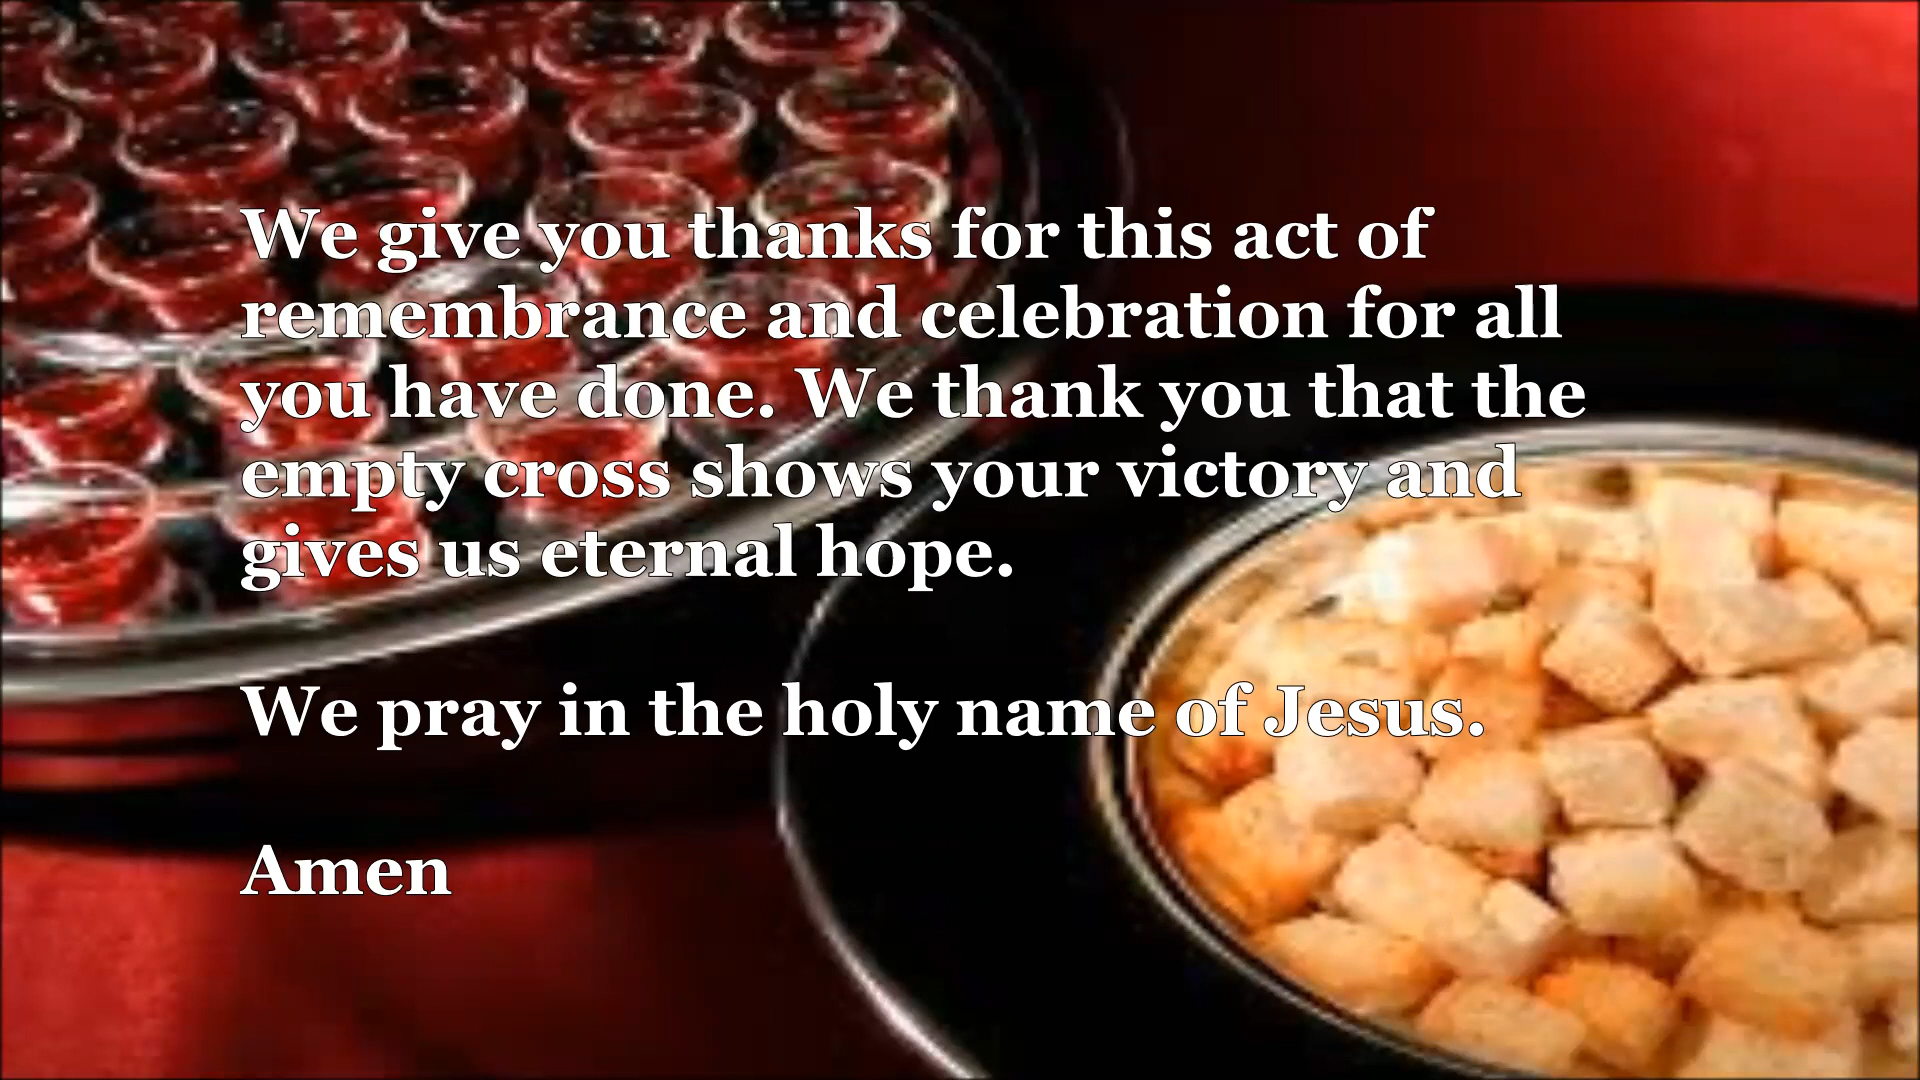 We give you thanks for this act of
remembrance and celebration for all
you have done. We thank you that the
empty cross shows your victory and
gives us eternal hope.
We pray in the holy name of Jesus.
Amen